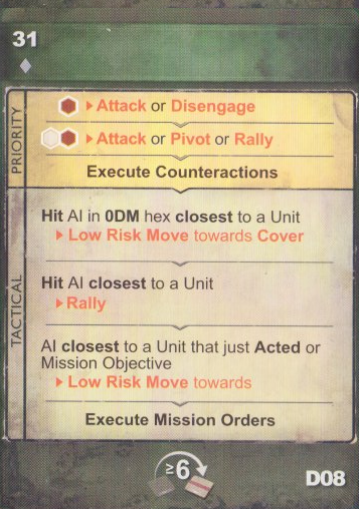 31
PRIORITY
▸Attack or Disengage
▸Attack or Pivot or Rally
Execute Counteractions
TACTICAL
Hit AI in 0DM hex closest to a Unit
▸Low Risk Move towards Cover
Hit AI closest to a Unit
▸Rally
AI closest to a Unit that just Acted or
Mission Objective
▸Low Risk Move towards
Execute Mission Orders
≥6
D08